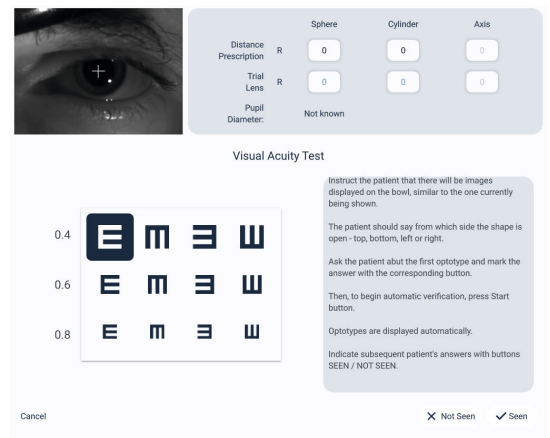 Sphere Cylinder Axis
Distance Prescription R 0 0 0
Trial Lens R 0 0 0
Pupil Diameter: Not known
Visual Acuity Test
0.4
0.6
0.8
Instruct the patient that there will be images
displayed on the bowl, similar to the one currently
being shown.
The patient should say from which side the shape is
open - top, bottom, left or right.
Ask the patient abut the first optotype and mark the
answer with the corresponding button.
Then, to begin automatic verification, press Start
button.
Optotypes are displayed automatically.
Indicate subsequent patient's answers with buttons
SEEN / NOT SEEN.
Cancel
Not Seen
Seen